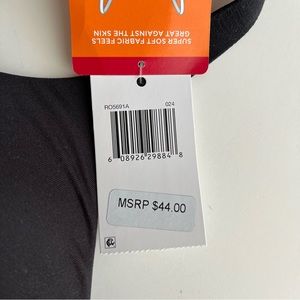 SUPER SOFT FABRIC FEELS
GREAT AGAINST THE SKIN
RO5691A 024
6 08926 29884 8
MSRP $44.00